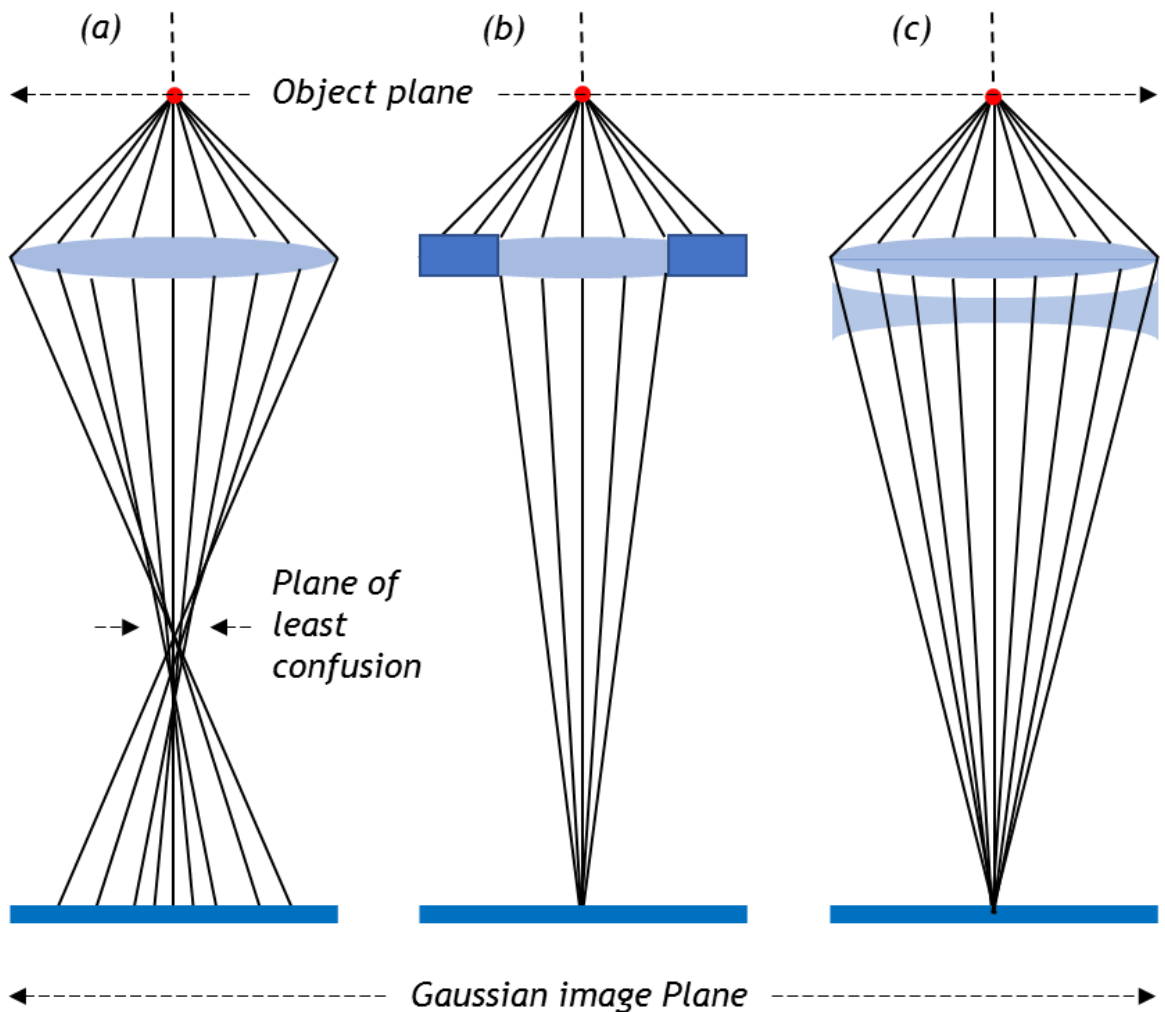 (a)
(b)
(c)
Object plane
Plane of
least
confusion
Gaussian image Plane